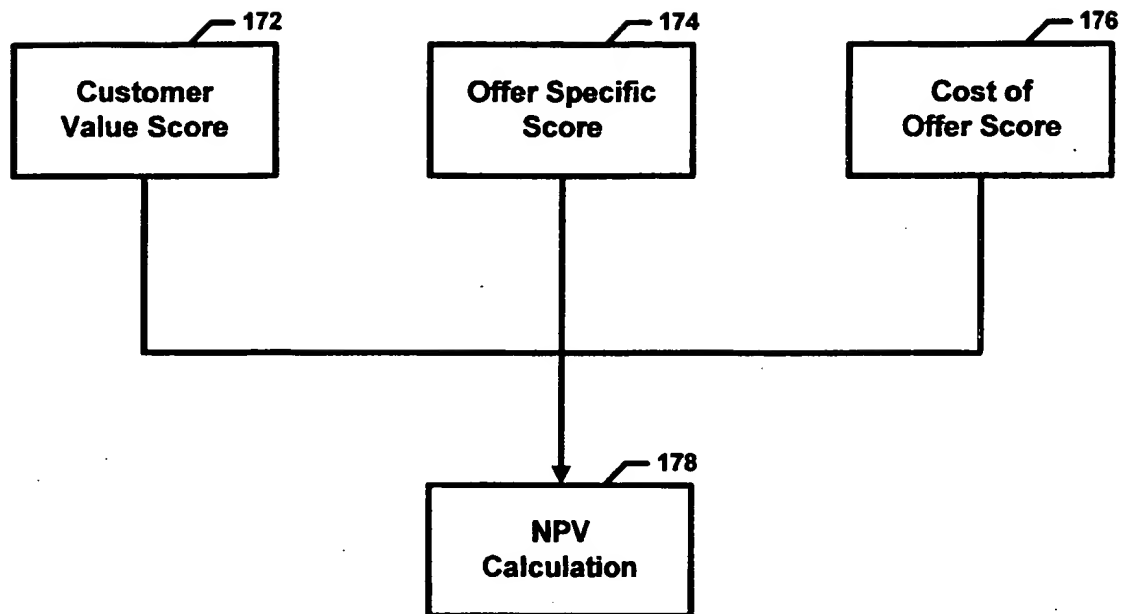 172
174
176
Customer
Value Score
Offer Specific
Score
Cost of
Offer Score
178
NPV
Calculation